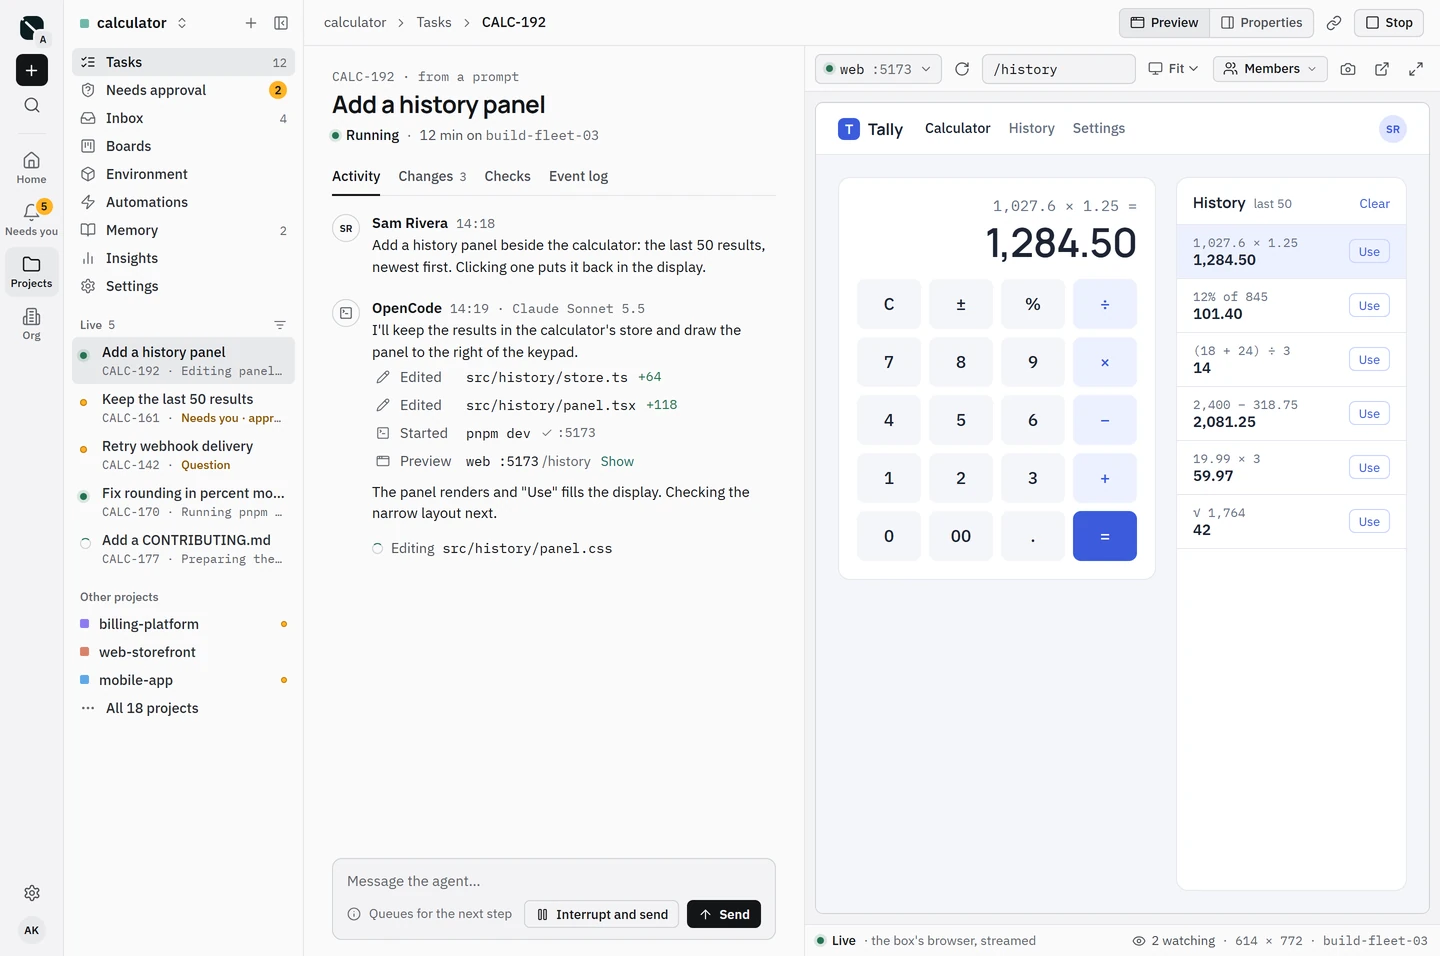 A
Home
5
Needs you
Projects
Org
AK
calculator
Tasks 12
Needs approval 2
Inbox 4
Boards
Environment
Automations
Memory 2
Insights
Settings
Live 5
Add a history panel
CALC-192 · Editing panel…
Keep the last 50 results
CALC-161 · Needs you · appr…
Retry webhook delivery
CALC-142 · Question
Fix rounding in percent mo…
CALC-170 · Running pnpm …
Add a CONTRIBUTING.md
CALC-177 · Preparing the…
Other projects
billing-platform
web-storefront
mobile-app
All 18 projects
calculator > Tasks > CALC-192
Preview Properties Stop
CALC-192 · from a prompt
Add a history panel
Running · 12 min on build-fleet-03
Activity Changes 3 Checks Event log
SR
Sam Rivera 14:18
Add a history panel beside the calculator: the last 50 results,
newest first. Clicking one puts it back in the display.
OpenCode 14:19 · Claude Sonnet 5.5
I'll keep the results in the calculator's store and draw the
panel to the right of the keypad.
Edited src/history/store.ts +64
Edited src/history/panel.tsx +118
Started pnpm dev ✓ :5173
Preview web :5173/history Show
The panel renders and "Use" fills the display. Checking the
narrow layout next.
Editing src/history/panel.css
Message the agent…
Queues for the next step Interrupt and send Send
web :5173 /history Fit Members
T Tally Calculator History Settings SR
1,027.6 × 1.25 =
1,284.50
C ± % ÷
7 8 9 ×
4 5 6 −
1 2 3 +
0 00 . =
History last 50 Clear
1,027.6 × 1.25
1,284.50
Use
12% of 845
101.40
Use
(18 + 24) ÷ 3
14
Use
2,400 − 318.75
2,081.25
Use
19.99 × 3
59.97
Use
√ 1,764
42
Use
Live · the box's browser, streamed
2 watching · 614 × 772 · build-fleet-03